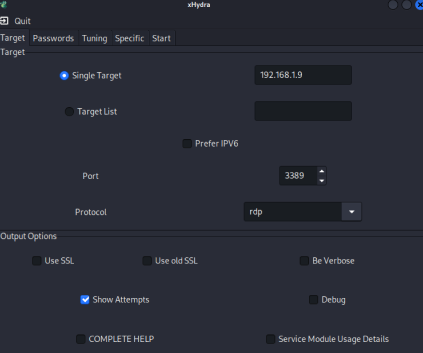 xHydra
Quit
Target Passwords Tuning Specific Start
Target
Single Target 192.168.1.9
Target List
Prefer IPV6
Port 3389
Protocol rdp
Output Options
Use SSL Use old SSL Be Verbose
Show Attempts Debug
COMPLETE HELP Service Module Usage Details